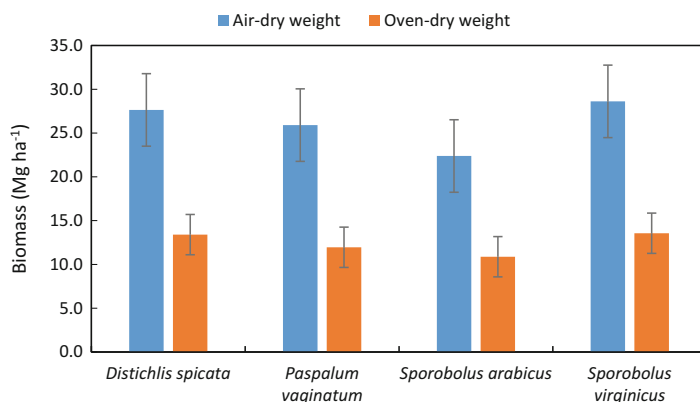 Air-dry weight Oven-dry weight
35.0
30.0
25.0
20.0
15.0
10.0
5.0
0.0
Biomass (Mg ha⁻¹)
Distichlis spicata Paspalum vaginatum Sporobolus arabicus Sporobolus virginicus